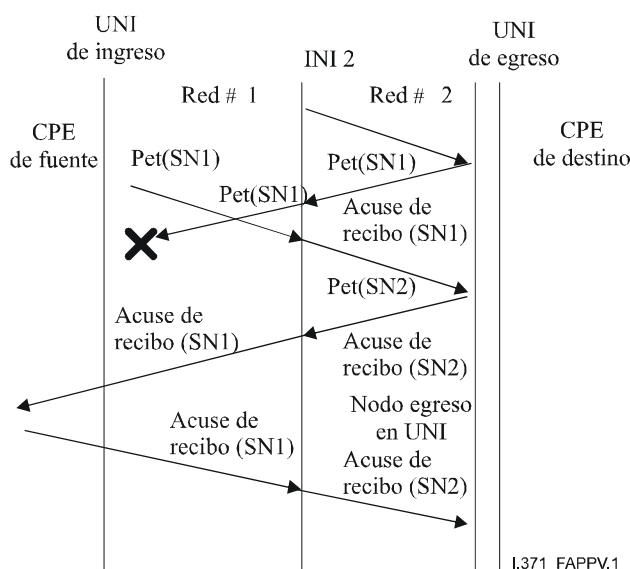 UNI
de ingreso
INI 2
UNI
de egreso
Red # 1
Red # 2
CPE
de fuente
CPE
de destino
Pet(SN1)
Pet(SN1)
Pet(SN1)
Acuse de
recibo (SN1)
Pet(SN2)
Acuse de
recibo (SN1)
Acuse de
recibo (SN2)
Nodo egreso
en UNI
Acuse de
recibo (SN1)
Acuse de
recibo (SN2)
I.371_FAPPV.1